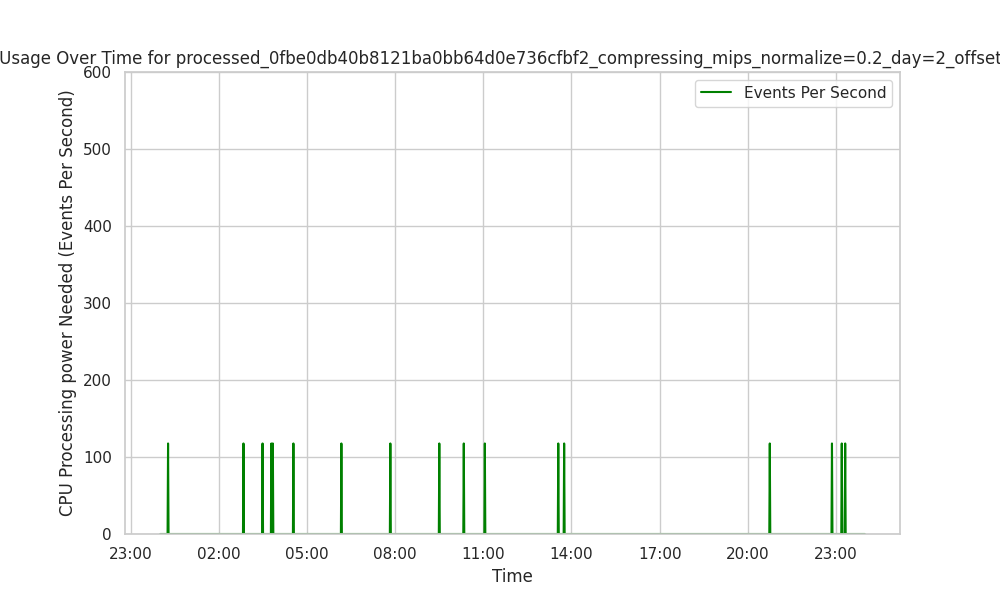 Usage Over Time for processed_0fbe0db40b8121ba0bb64d0e736cfbf2_compressing_mips_normalize=0.2_day=2_offset
Events Per Second
CPU Processing power Needed (Events Per Second)
600
500
400
300
200
100
0
23:00 02:00 05:00 08:00 11:00 14:00 17:00 20:00 23:00
Time